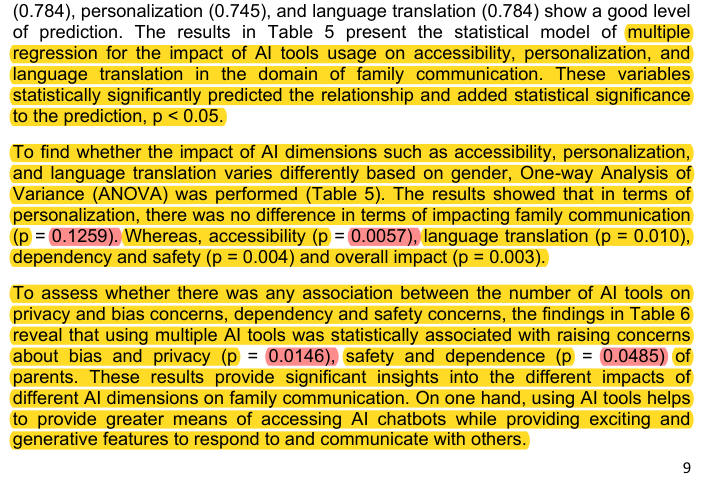 (0.784), personalization (0.745), and language translation (0.784) show a good level
of prediction. The results in Table 5 present the statistical model of multiple
regression for the impact of AI tools usage on accessibility, personalization, and
language translation in the domain of family communication. These variables
statistically significantly predicted the relationship and added statistical significance
to the prediction, p < 0.05.
To find whether the impact of AI dimensions such as accessibility, personalization,
and language translation varies differently based on gender, One-way Analysis of
Variance (ANOVA) was performed (Table 5). The results showed that in terms of
personalization, there was no difference in terms of impacting family communication
(p = 0.1259). Whereas, accessibility (p = 0.0057), language translation (p = 0.010),
dependency and safety (p = 0.004) and overall impact (p = 0.003).
To assess whether there was any association between the number of AI tools on
privacy and bias concerns, dependency and safety concerns, the findings in Table 6
reveal that using multiple AI tools was statistically associated with raising concerns
about bias and privacy (p = 0.0146), safety and dependence (p = 0.0485) of
parents. These results provide significant insights into the different impacts of
different AI dimensions on family communication. On one hand, using AI tools helps
to provide greater means of accessing AI chatbots while providing exciting and
generative features to respond to and communicate with others.
9